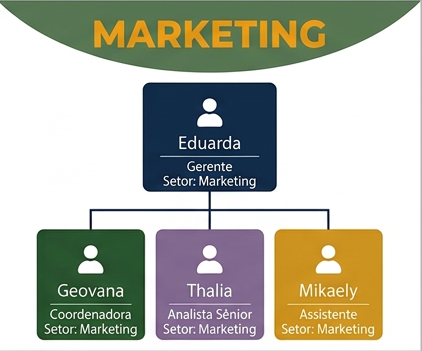 MARKETING
Eduarda
Gerente
Setor: Marketing
Geovana
Coordenadora
Setor: Marketing
Thalia
Analista Sênior
Setor: Marketing
Mikaely
Assistente
Setor: Marketing